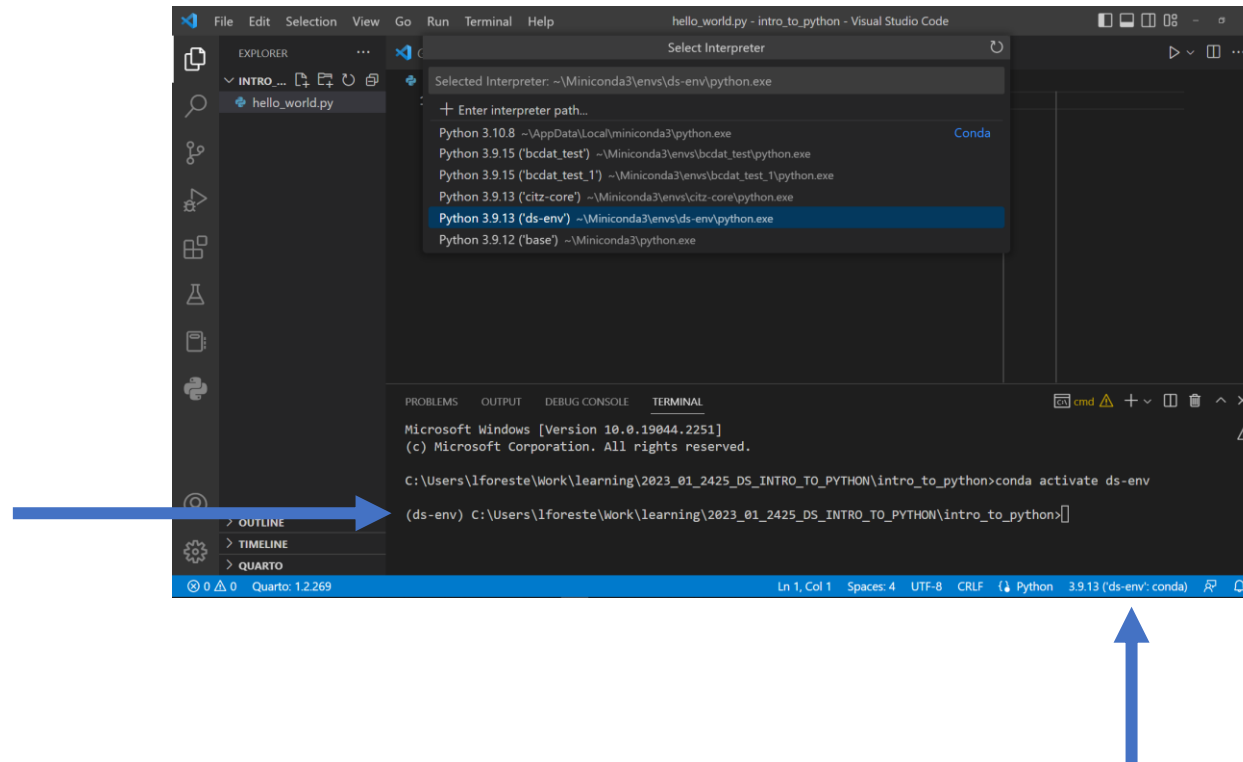 File Edit Selection View Go Run Terminal Help hello_world.py - intro_to_python - Visual Studio Code
EXPLORER
Select Interpreter
INTRO_...
Selected Interpreter: ~\Miniconda3\envs\ds-env\python.exe
hello_world.py
Enter interpreter path...
Python 3.10.8 ~\AppData\Local\miniconda3\python.exe Conda
Python 3.9.15 ('bcdat_test') ~\Miniconda3\envs\bcdat_test\python.exe
Python 3.9.15 ('bcdat_test_1') ~\Miniconda3\envs\bcdat_test_1\python.exe
Python 3.9.13 ('citz-core') ~\Miniconda3\envs\citz-core\python.exe
Python 3.9.13 ('ds-env') ~\Miniconda3\envs\ds-env\python.exe
Python 3.9.12 ('base') ~\Miniconda3\python.exe
PROBLEMS OUTPUT DEBUG CONSOLE TERMINAL cmd
Microsoft Windows [Version 10.0.19044.2251]
(c) Microsoft Corporation. All rights reserved.
C:\Users\lforeste\Work\learning\2023_01_2425_DS_INTRO_TO_PYTHON\intro_to_python>conda activate ds-env
(ds-env) C:\Users\lforeste\Work\learning\2023_01_2425_DS_INTRO_TO_PYTHON\intro_to_python>
OUTLINE
TIMELINE
QUARTO
0 0 Quarto: 1.2.269 Ln 1, Col 1 Spaces: 4 UTF-8 CRLF Python 3.9.13 ('ds-env': conda)